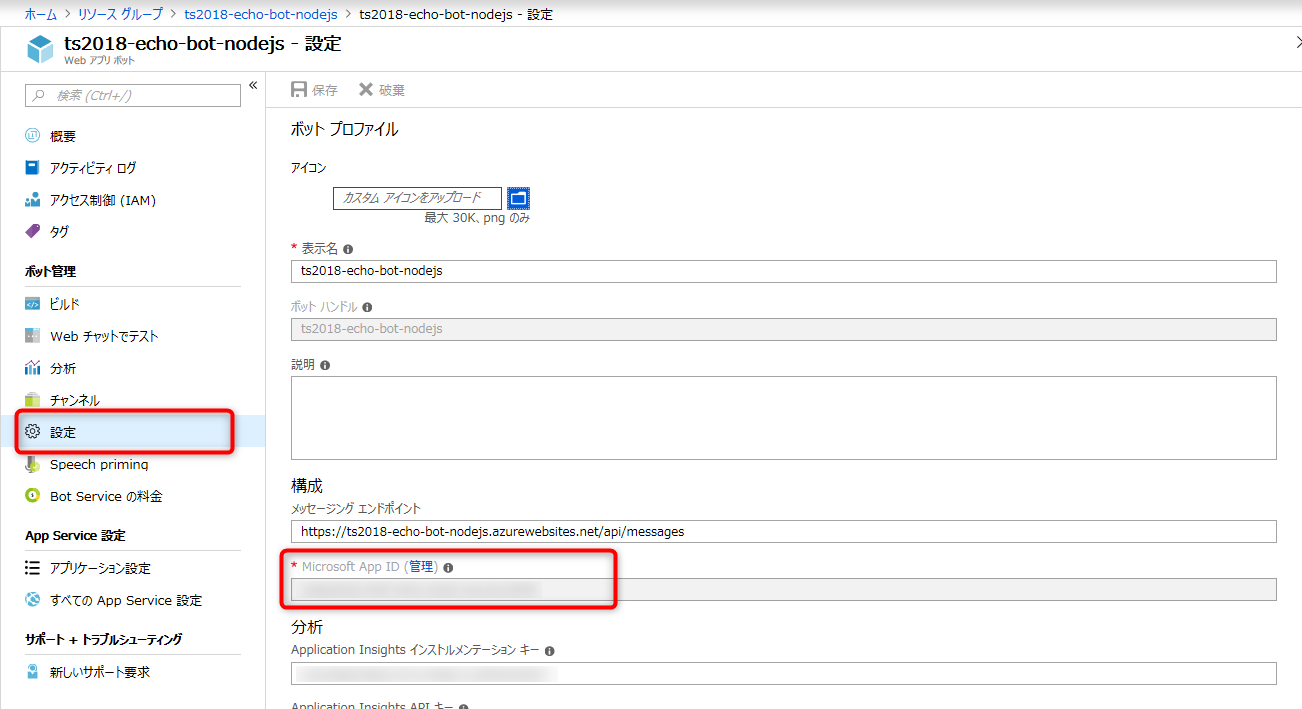 ホーム > リソース グループ > ts2018-echo-bot-nodejs > ts2018-echo-bot-nodejs - 設定
ts2018-echo-bot-nodejs - 設定
Web アプリ ボット
検索 (Ctrl+/)
概要
アクティビティ ログ
アクセス制御 (IAM)
タグ
ボット管理
ビルド
Web チャットでテスト
分析
チャンネル
設定
Speech priming
Bot Service の料金
App Service 設定
アプリケーション設定
すべての App Service 設定
サポート + トラブルシューティング
新しいサポート要求
保存 破棄
ボット プロファイル
アイコン
カスタム アイコンをアップロード
最大 30K、png のみ
* 表示名
ts2018-echo-bot-nodejs
ボット ハンドル
ts2018-echo-bot-nodejs
説明
構成
メッセージング エンドポイント
https://ts2018-echo-bot-nodejs.azurewebsites.net/api/messages
* Microsoft App ID (管理)
分析
Application Insights インストルメンテーション キー
Application Insights API キー